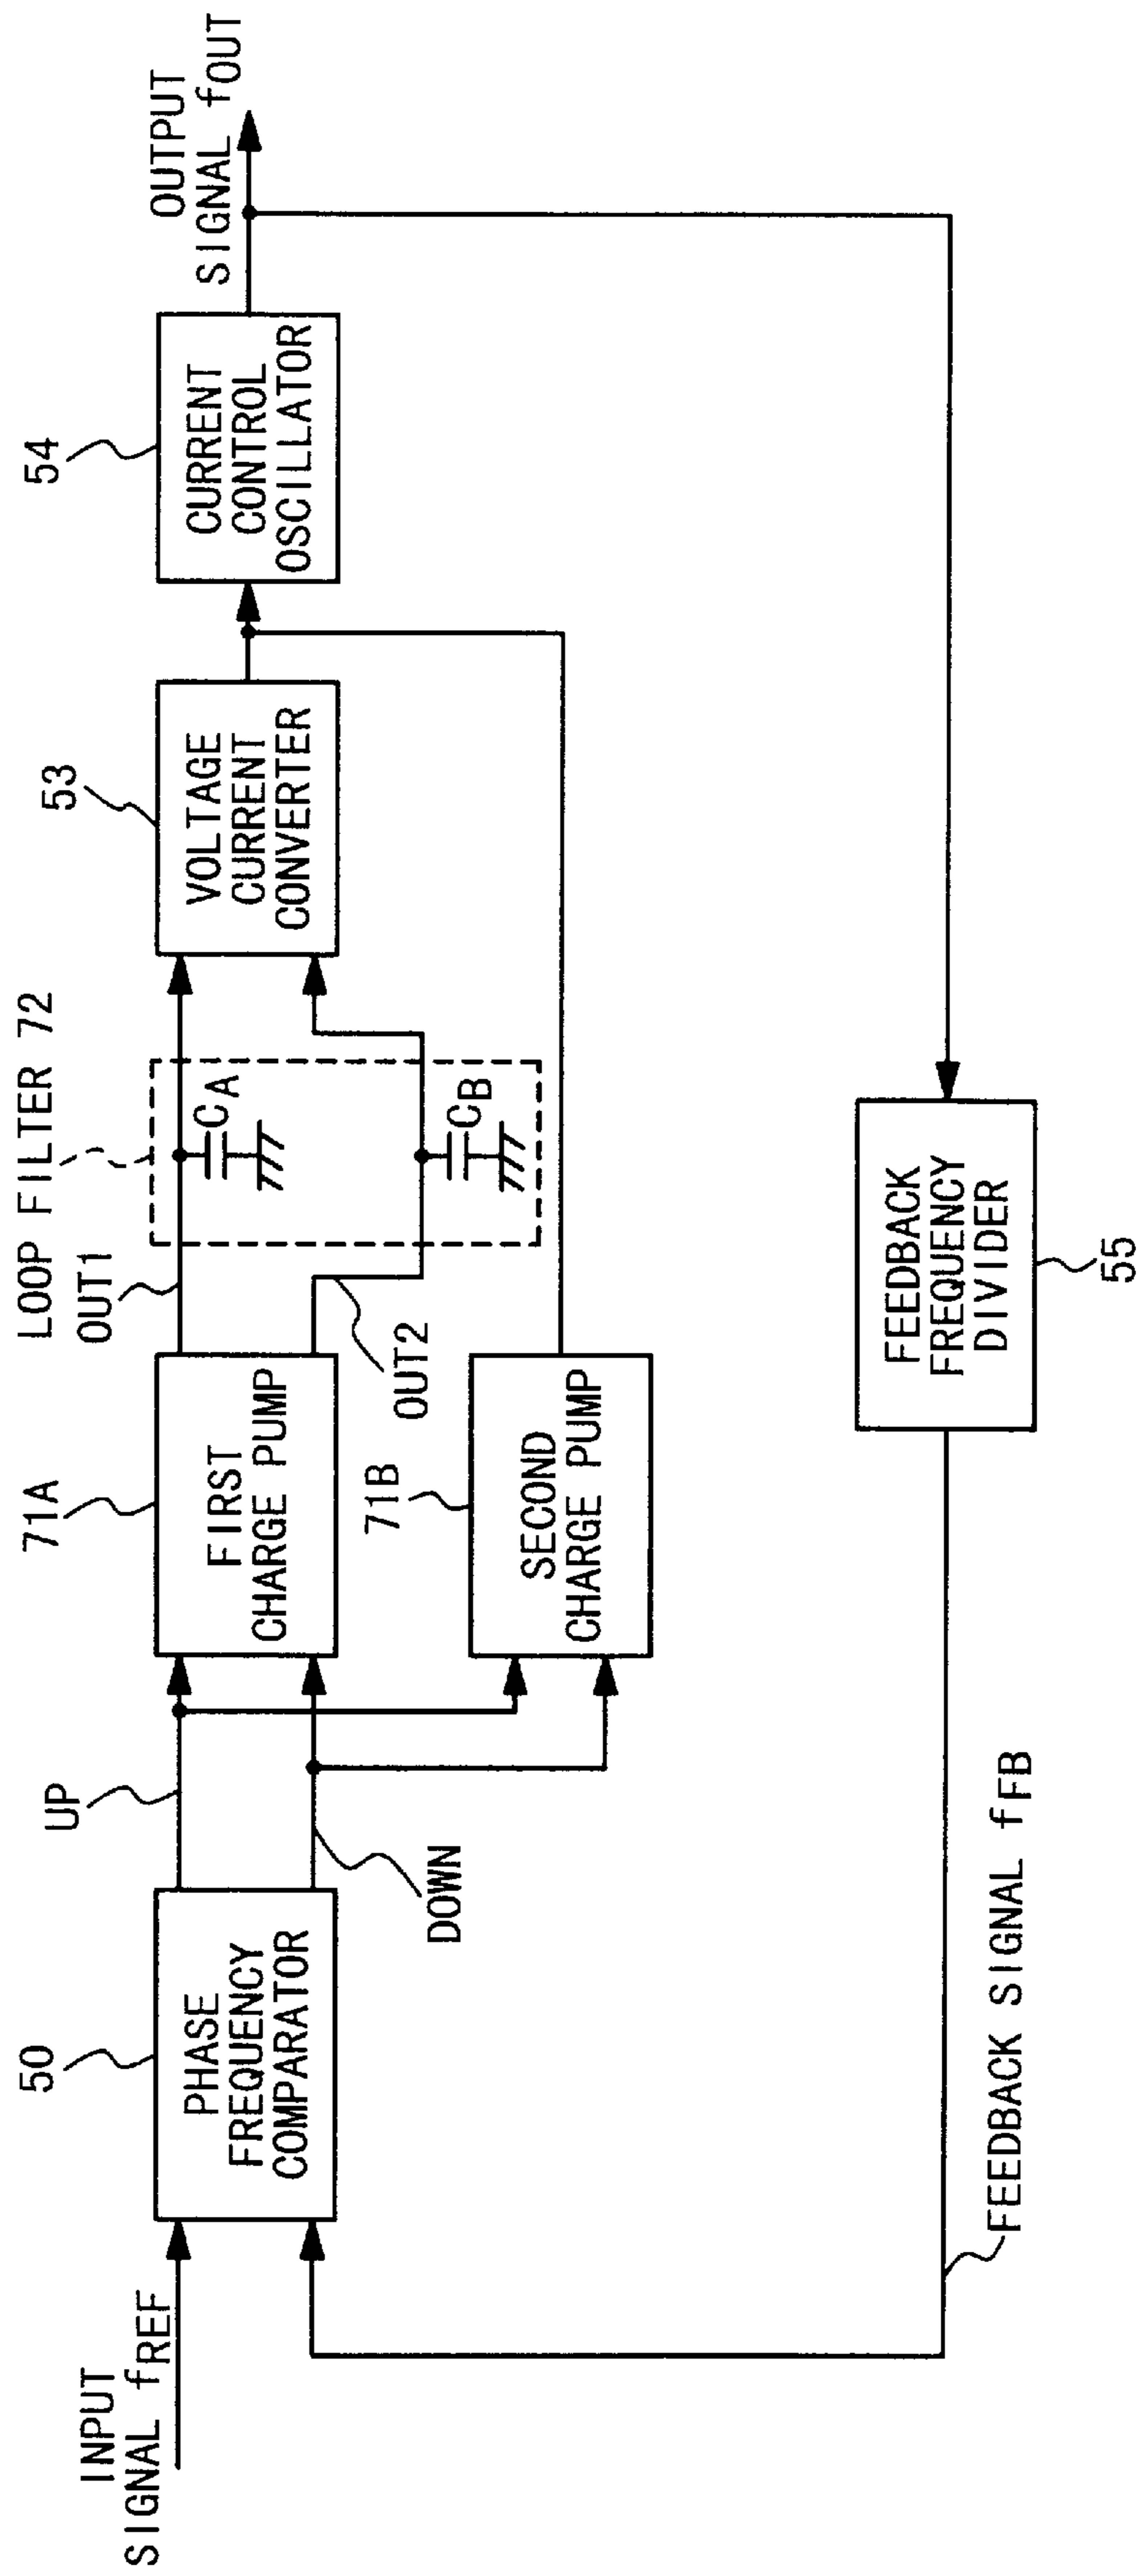 INPUT
SIGNAL fREF
50
PHASE
FREQUENCY
COMPARATOR
UP
DOWN
71A
FIRST
CHARGE PUMP
71B
SECOND
CHARGE PUMP
OUT1
OUT2
LOOP FILTER 72
CA
CB
53
VOLTAGE
CURRENT
CONVERTER
54
CURRENT
CONTROL
OSCILLATOR
OUTPUT
SIGNAL fOUT
FEEDBACK
FREQUENCY
DIVIDER
55
FEEDBACK SIGNAL fFB